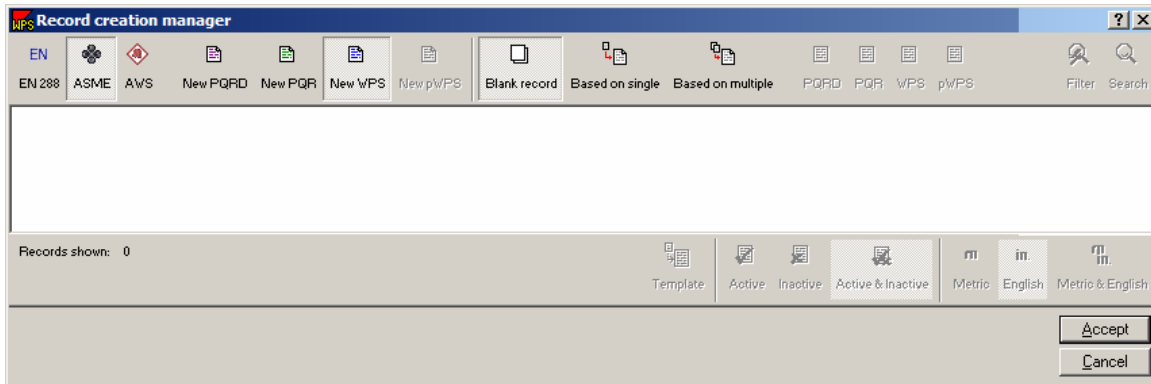 WPS Record creation manager ? X
EN
EN 288 ASME AWS New PQRD New PQR New WPS New pWPS Blank record Based on single Based on multiple PQRD PQR WPS pWPS Filter Search
Records shown: 0
m in. m in.
Template Active Inactive Active & Inactive Metric English Metric & English
Accept
Cancel